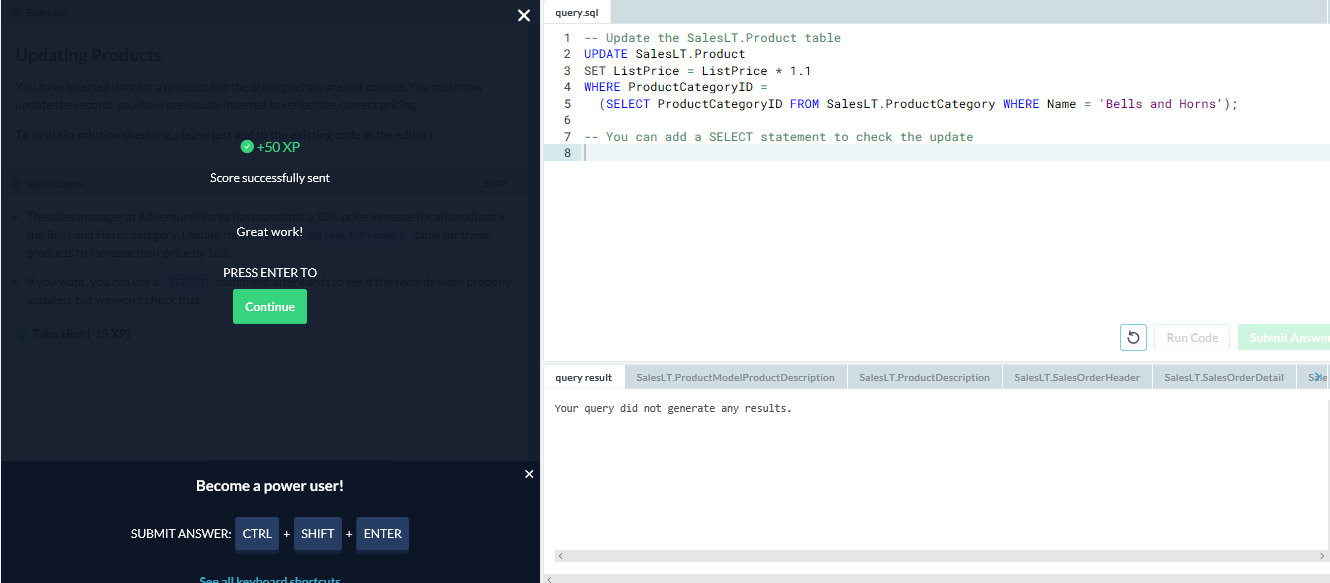 Exercise
Updating Products
You have inserted data for a product, but the pricing details are not correct. You must now
update the records you have previously inserted to reflect the correct pricing.
To assist in solution checking, please just add to the existing code in the editor!
+50 XP
Score successfully sent
Instructions
50 XP
The sales manager at AdventureWorks has mandated a 10% price increase for all products in
the Bells and Horns category. Update SalesLT.Product table for these
products to increase their price by 10%.
Great work!
PRESS ENTER TO
If you want, you can use a SELECT statement afterwards to see if the records were properly
updated, but we won't check that.
Continue
Take Hint (-15 XP)
Become a power user!
SUBMIT ANSWER: CTRL + SHIFT + ENTER
See all keyboard shortcuts
query.sql
1 -- Update the SalesLT.Product table
2 UPDATE SalesLT.Product
3 SET ListPrice = ListPrice * 1.1
4 WHERE ProductCategoryID =
5 (SELECT ProductCategoryID FROM SalesLT.ProductCategory WHERE Name = 'Bells and Horns');
6
7 -- You can add a SELECT statement to check the update
8
Run Code
Submit Answer
query result
SalesLT.ProductModelProductDescription
SalesLT.ProductDescription
SalesLT.SalesOrderHeader
SalesLT.SalesOrderDetail
Your query did not generate any results.